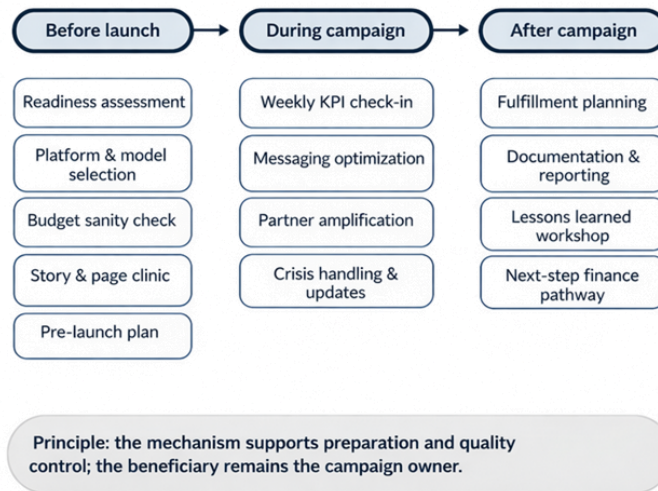 Before launch
During campaign
After campaign
Readiness assessment
Platform & model
selection
Budget sanity check
Story & page clinic
Pre-launch plan
Weekly KPI check-in
Messaging optimization
Partner amplification
Crisis handling &
updates
Fulfillment planning
Documentation &
reporting
Lessons learned
workshop
Next-step finance
pathway
Principle: the mechanism supports preparation and quality
control; the beneficiary remains the campaign owner.